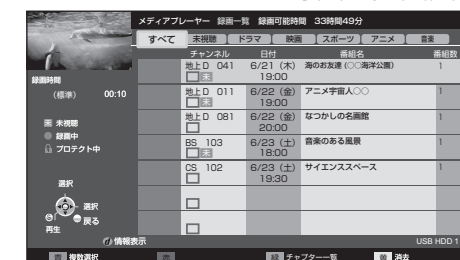 メディアプレーヤー 録画一覧 録画可能時間 33時間49分
すべて 未視聴 ドラマ 映画 スポーツ アニメ 音楽
チャンネル 日付 番組名 番組数
地上D 041 6/21 (木) 海のお友達 (○○海洋公園) 1
未 19:00
地上D 011 6/22 (金) アニメ宇宙人○○ 1
19:00
地上D 081 6/22 (金) なつかしの名画館 1
20:00
BS 103 6/23 (土) 音楽のある風景 1
未 18:00
CS 102 6/23 (土) サイエンススペース 1
19:30
録画時間
(標準) 00:10
未 未視聴
録画中
プロテクト中
選択
選択
戻る
再生
情報表示 USB HDD 1
青 複数選択 赤 緑 チャプター一覧 黄 消去